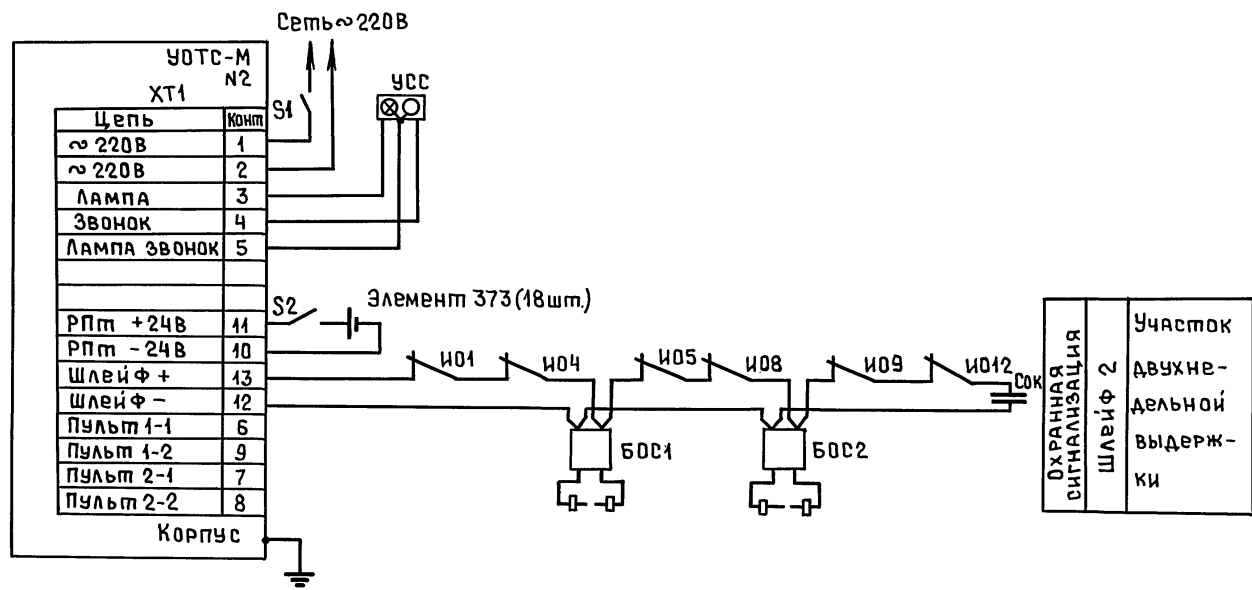 Сеть ~ 220В
УОТС-М
N2
ХТ1
S1
УСС
Цепь Конт
~ 220В 1
~ 220В 2
Лампа 3
Звонок 4
Лампа звонок 5
S2
Элемент 373 (18шт.)
РПт +24В 11
РПт -24В 10
Шлейф + 13
Шлейф - 12
Пульт 1-1 6
Пульт 1-2 9
Пульт 2-1 7
Пульт 2-2 8
Корпус
ИО1 ИО4 ИО5 ИО8 ИО9 ИО12
Сок
БОС1 БОС2
Охранная
сигнализация
Шлейф 2
Участок
двухне-
дельной
выдерж-
ки